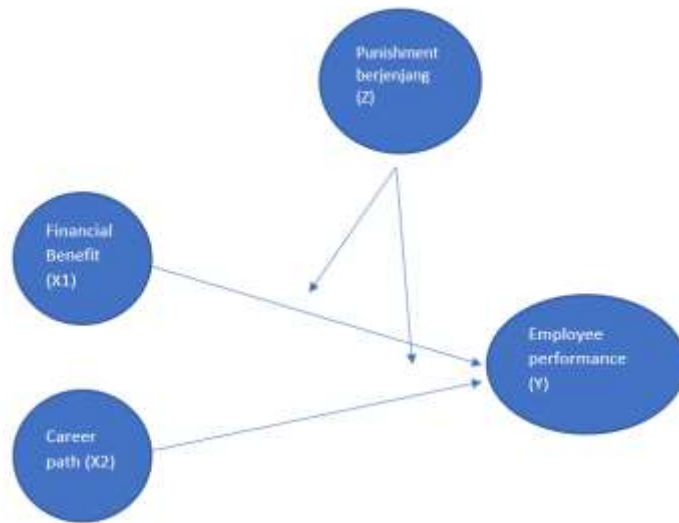 Punishment
berjenjang
(Z)
Financial
Benefit
(X1)
Employee
performance
(Y)
Career
path (X2)